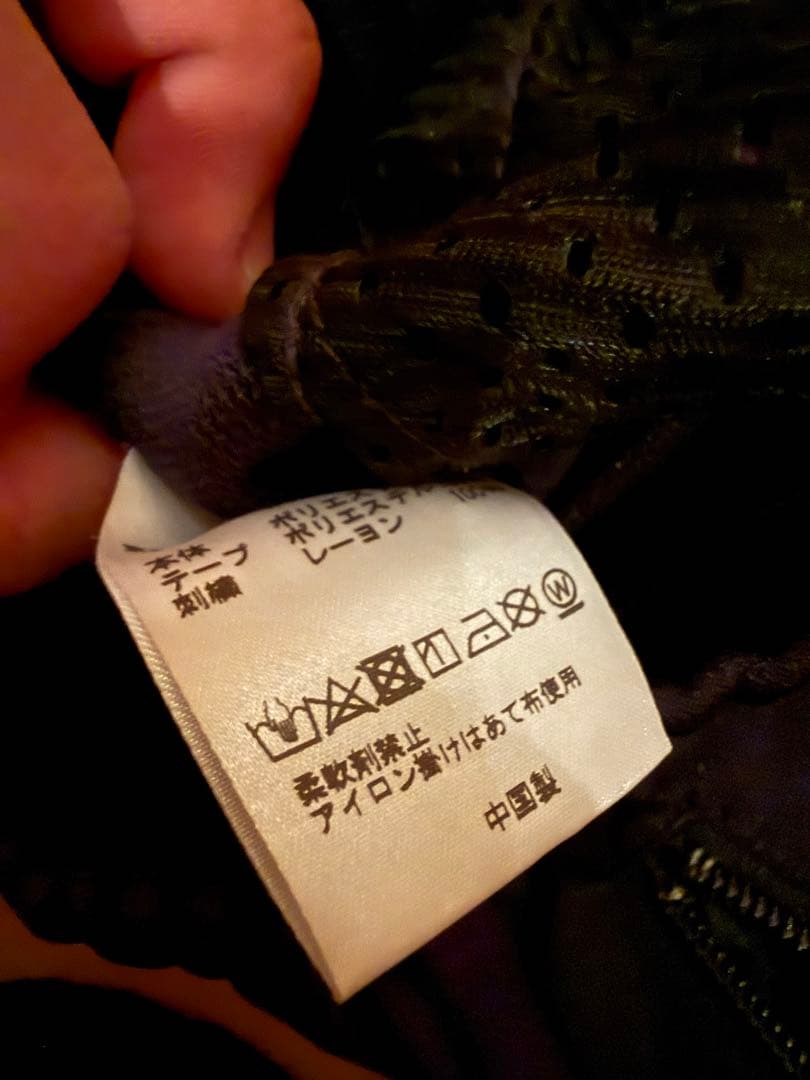 本体 ポリエス
テープ ポリエステル 100
刺繍 レーヨン
W
柔軟剤禁止
アイロン掛けはあて布使用
中国製